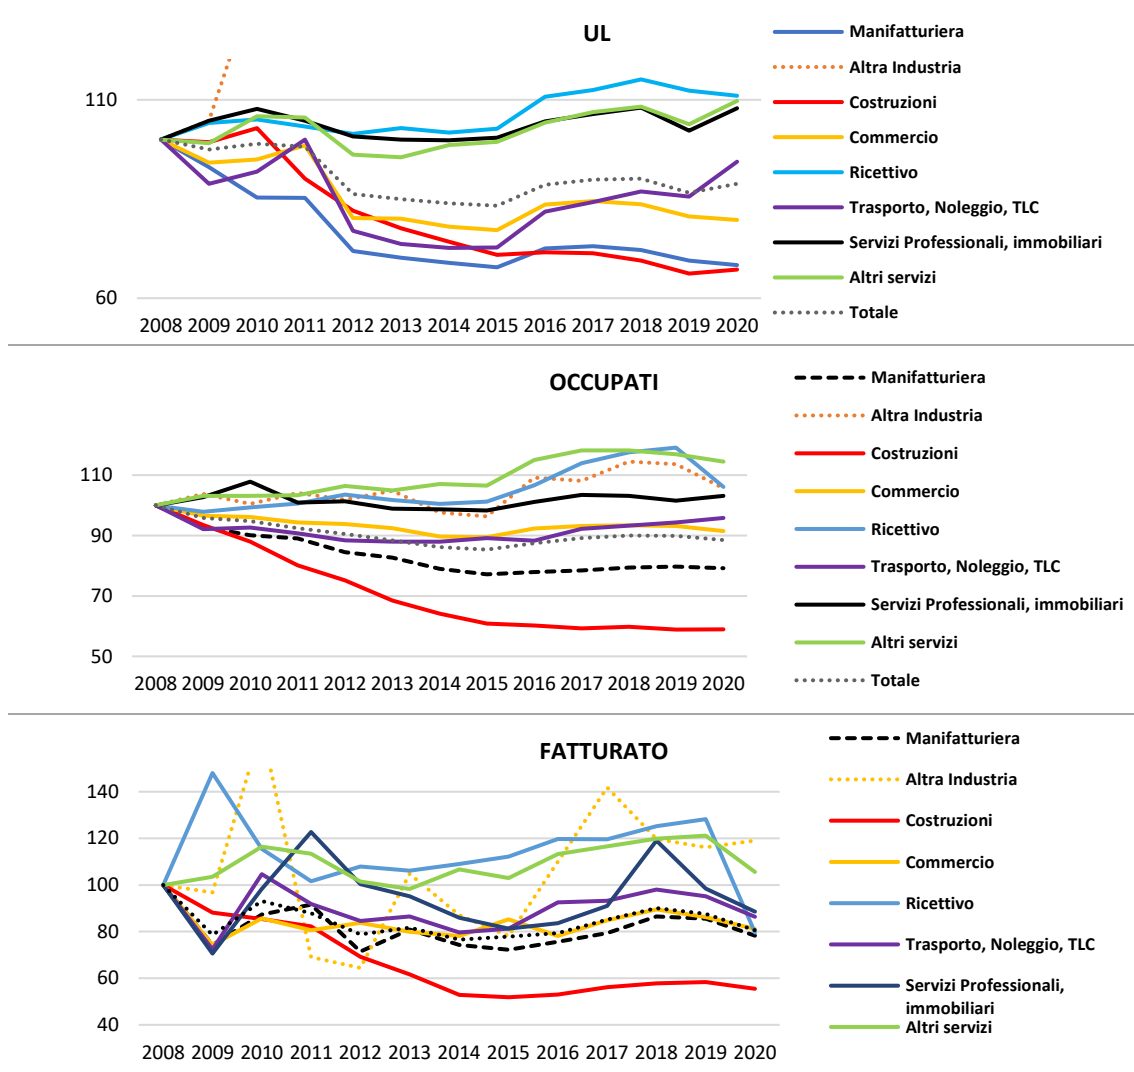 UL
Manifatturiera
Altra Industria
Costruzioni
Commercio
Ricettivo
Trasporto, Noleggio, TLC
Servizi Professionali, immobiliari
Altri servizi
Totale
110
60
2008 2009 2010 2011 2012 2013 2014 2015 2016 2017 2018 2019 2020
OCCUPATI
Manifatturiera
Altra Industria
Costruzioni
Commercio
Ricettivo
Trasporto, Noleggio, TLC
Servizi Professionali, immobiliari
Altri servizi
Totale
110
90
70
50
2008 2009 2010 2011 2012 2013 2014 2015 2016 2017 2018 2019 2020
FATTURATO
Manifatturiera
Altra Industria
Costruzioni
Commercio
Ricettivo
Trasporto, Noleggio, TLC
Servizi Professionali,
immobiliari
Altri servizi
140
120
100
80
60
40
2008 2009 2010 2011 2012 2013 2014 2015 2016 2017 2018 2019 2020